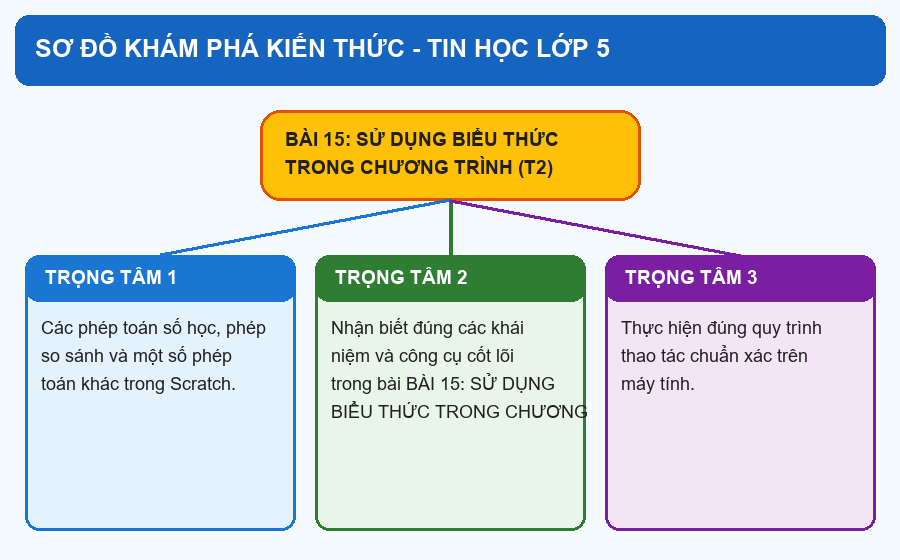 SƠ ĐỒ KHÁM PHÁ KIẾN THỨC - TIN HỌC LỚP 5
BÀI 15: SỬ DỤNG BIỂU THỨC
TRONG CHƯƠNG TRÌNH (T2)
TRỌNG TÂM 1
Các phép toán số học, phép
so sánh và một số phép
toán khác trong Scratch.
TRỌNG TÂM 2
Nhận biết đúng các khái
niệm và công cụ cốt lõi
trong bài BÀI 15: SỬ DỤNG
BIỂU THỨC TRONG CHƯƠNG
TRỌNG TÂM 3
Thực hiện đúng quy trình
thao tác chuẩn xác trên
máy tính.